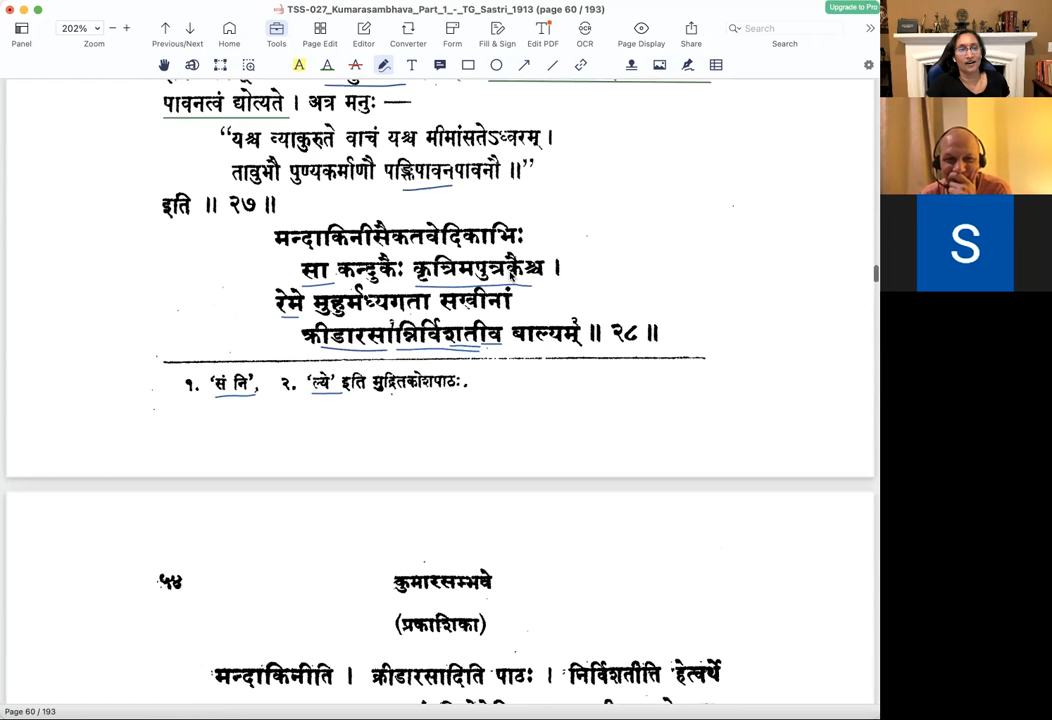 TSS-027_Kumarasambhava_Part_1_-_TG_Sastri_1913 (page 60 / 193)
Upgrade to Pro
202%
Panel Zoom Previous/Next Home Tools Page Edit Editor Converter Form Fill & Sign Edit PDF OCR Page Display Share Search
Search
पावनत्वं द्योत्यते । अत्र मनुः —
“यश्च व्याकुरुते वाचं यश्च मीमांसतेऽध्वरम् ।
तावुभौ पुण्यकर्माणौ पङ्क्तिपावनपावनौ ॥”
इति ॥ २७ ॥
मन्दाकिनीसैकतवेदिकाभिः
सा कन्दुकैः कृत्रिमपुत्रकैश्च ।
रेमे मुहुर्मध्यगता सखीनां
क्रीडारसान्निर्विशतीव बाल्यम् ॥ २८ ॥
१. ‘सं नि’, २. ‘ल्ये’ इति मुद्रितकोशपाठः.
५४ कुमारसम्भवे
(प्रकाशिका)
मन्दाकिनीति । क्रीडारसादिति पाठः । निर्विशतीति हेत्वर्थे
Page 60 / 193
S